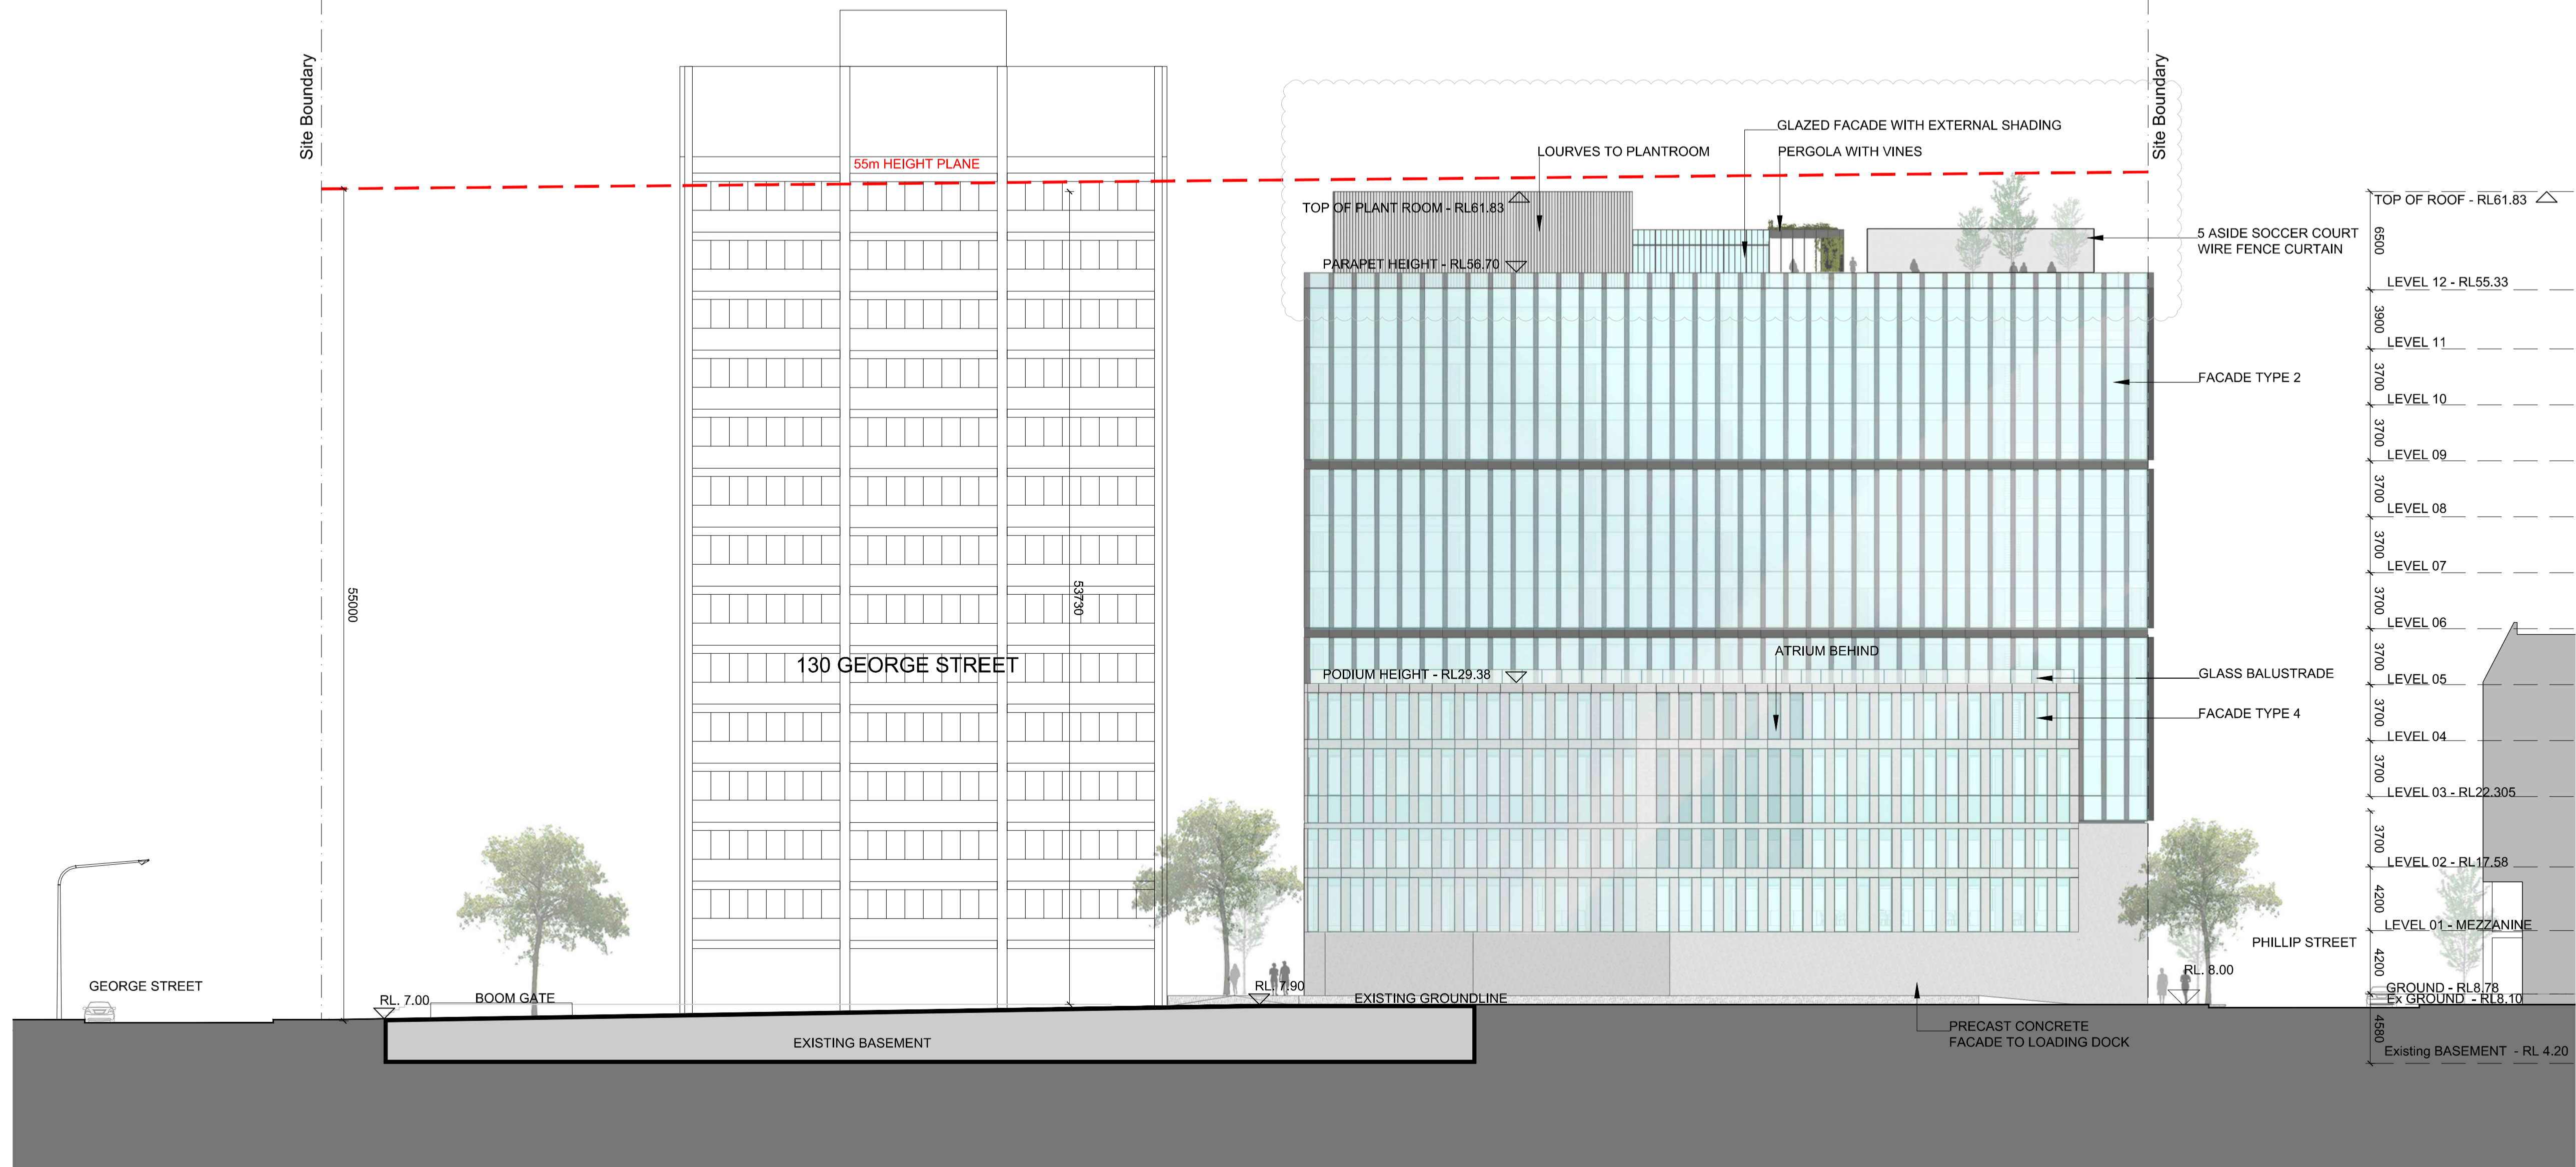 Site Boundary
Site Boundary
GLAZED FACADE WITH EXTERNAL SHADING
LOURVES TO PLANTROOM
PERGOLA WITH VINES
55m HEIGHT PLANE
TOP OF PLANT ROOM - RL61.83
TOP OF ROOF - RL61.83
5 ASIDE SOCCER COURT
WIRE FENCE CURTAIN
6500
PARAPET HEIGHT - RL56.70
LEVEL 12 - RL55.33
3900
LEVEL 11
3700
FACADE TYPE 2
LEVEL 10
3700
LEVEL 09
3700
LEVEL 08
3700
LEVEL 07
55000
53730
3700
LEVEL 06
130 GEORGE STREET
ATRIUM BEHIND
3700
PODIUM HEIGHT - RL29.38
GLASS BALUSTRADE
LEVEL 05
3700
FACADE TYPE 4
LEVEL 04
3700
LEVEL 03 - RL22.305
3700
LEVEL 02 - RL17.58
4200
LEVEL 01 - MEZZANINE
PHILLIP STREET
4200
RL. 8.00
GEORGE STREET
RL. 7.00
BOOM GATE
RL. 7.90
EXISTING GROUNDLINE
GROUND - RL8.78
Ex GROUND - RL8.10
4580
PRECAST CONCRETE
FACADE TO LOADING DOCK
EXISTING BASEMENT
Existing BASEMENT - RL 4.20